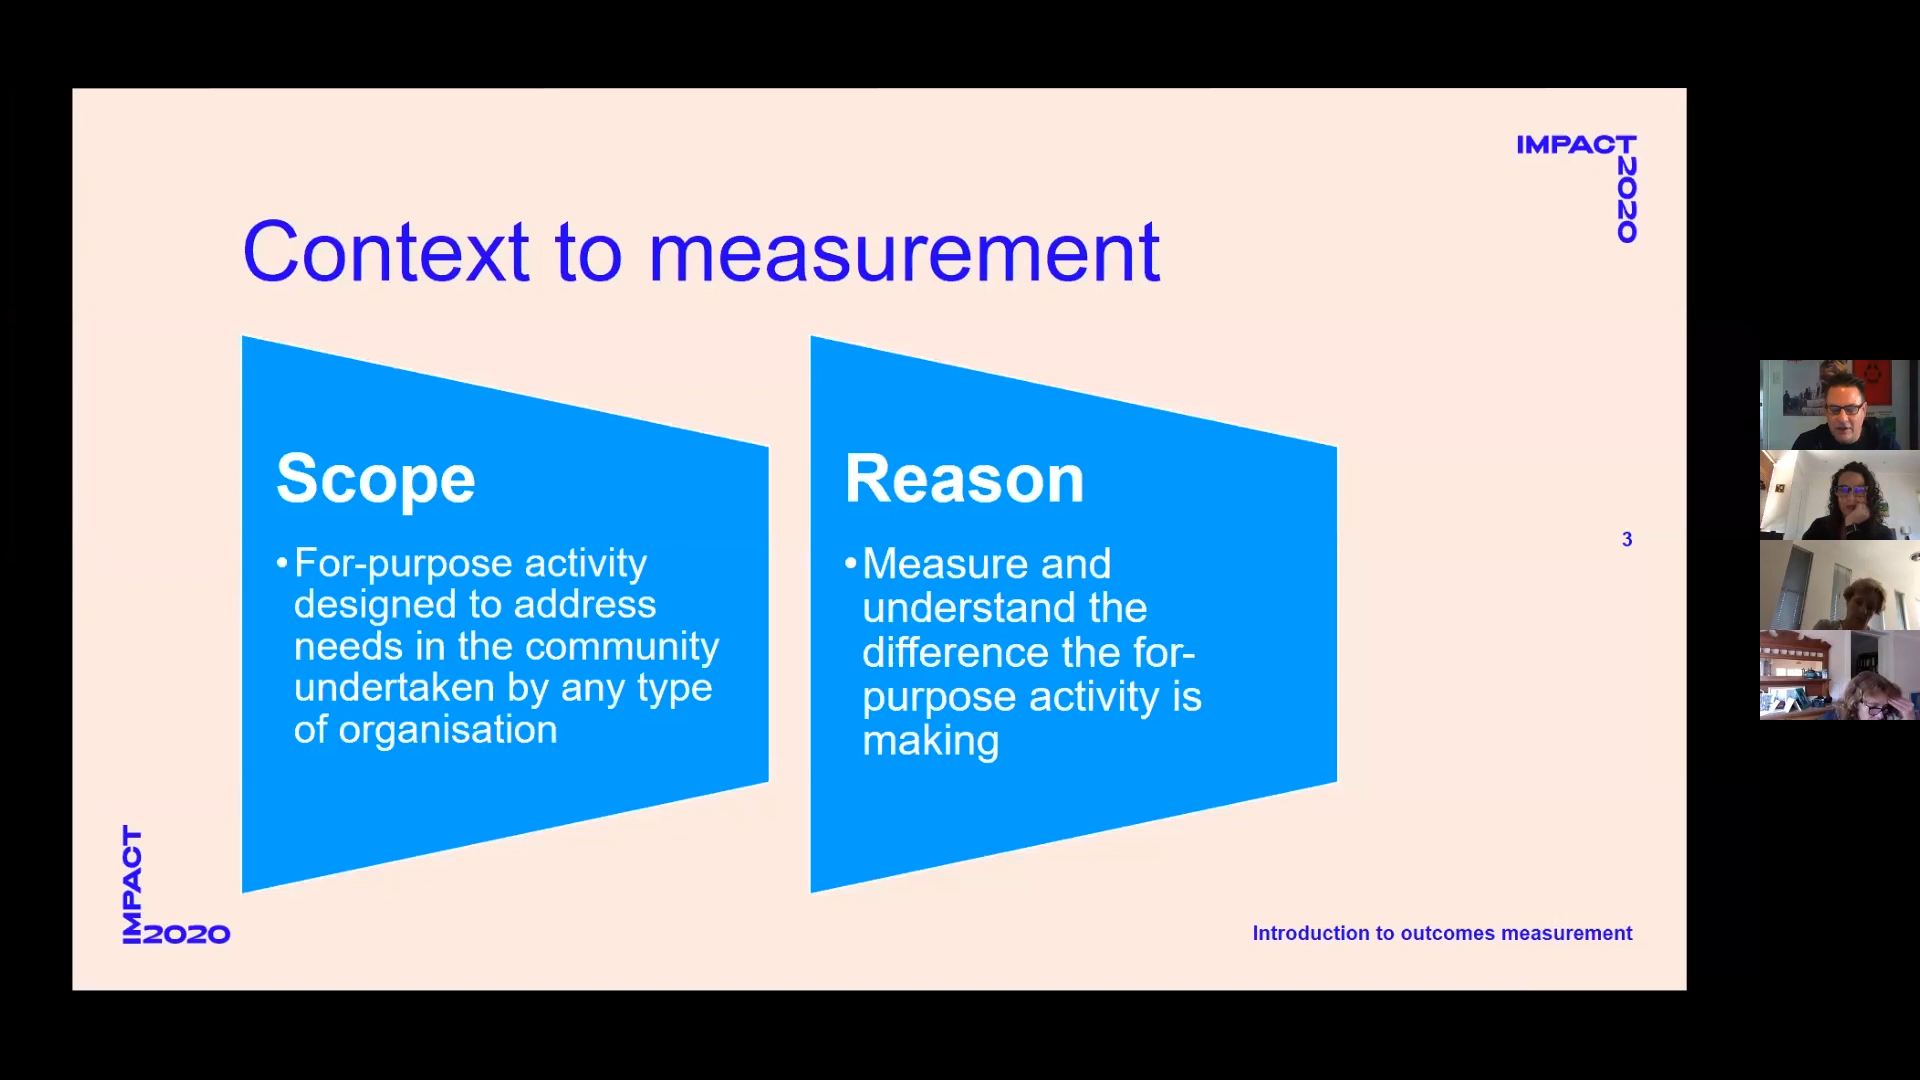 IMPACT
2020
Context to measurement
Scope
•For-purpose activity
designed to address
needs in the community
undertaken by any type
of organisation
Reason
•Measure and
understand the
difference the for-
purpose activity is
making
3
IMPACT
2020
Introduction to outcomes measurement